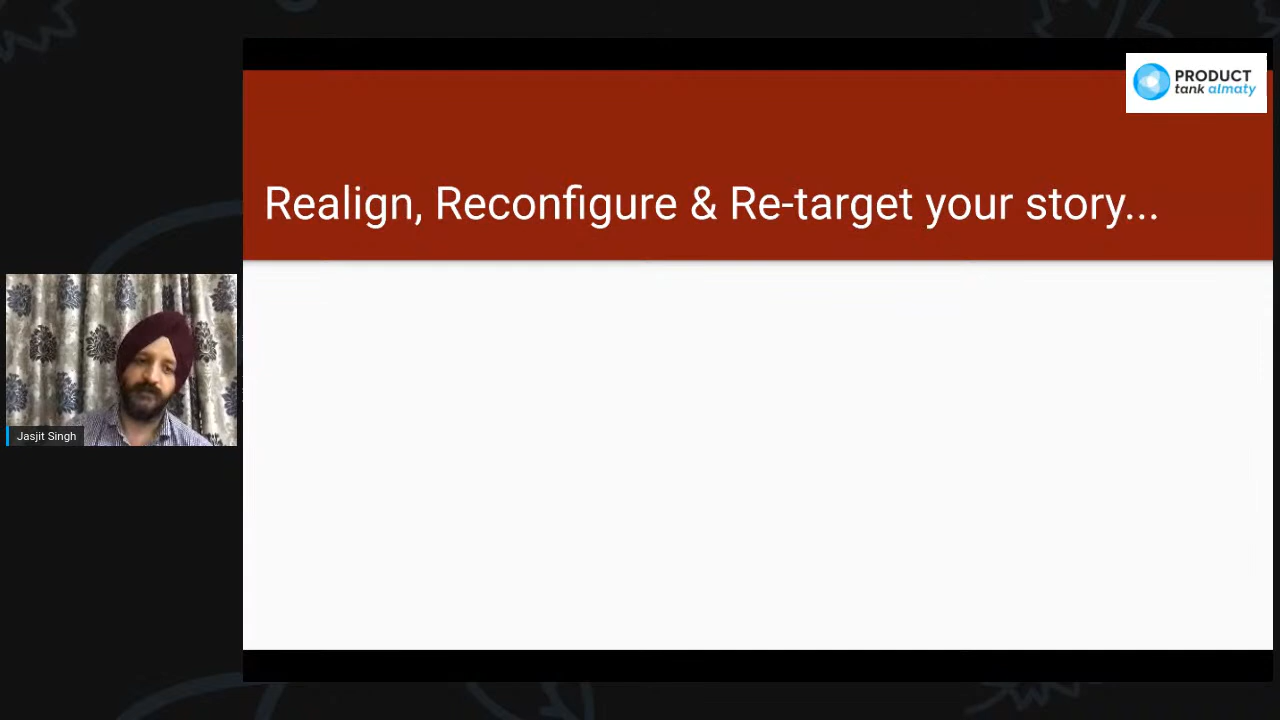 PRODUCT
tank almaty
Realign, Reconfigure & Re-target your story...
Jasjit Singh